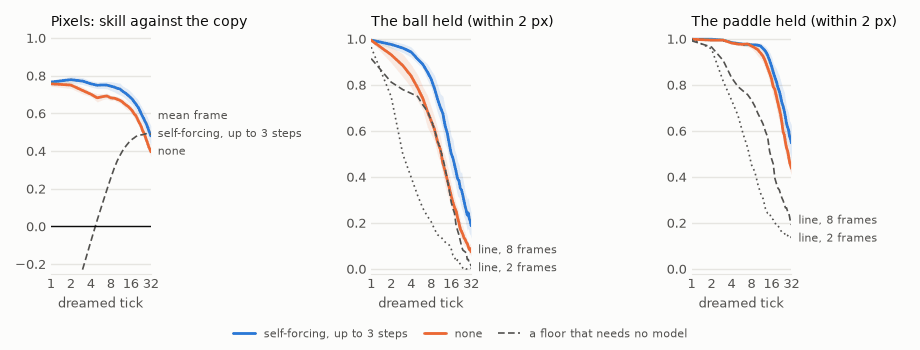 Pixels: skill against the copy
1.0
0.8
0.6
0.4
0.2
0.0
−0.2
1 2 4 8 16 32
dreamed tick
mean frame
self-forcing, up to 3 steps
none
The ball held (within 2 px)
1.0
0.8
0.6
0.4
0.2
0.0
1 2 4 8 16 32
dreamed tick
line, 8 frames
line, 2 frames
The paddle held (within 2 px)
1.0
0.8
0.6
0.4
0.2
0.0
1 2 4 8 16 32
dreamed tick
line, 8 frames
line, 2 frames
self-forcing, up to 3 steps none a floor that needs no model